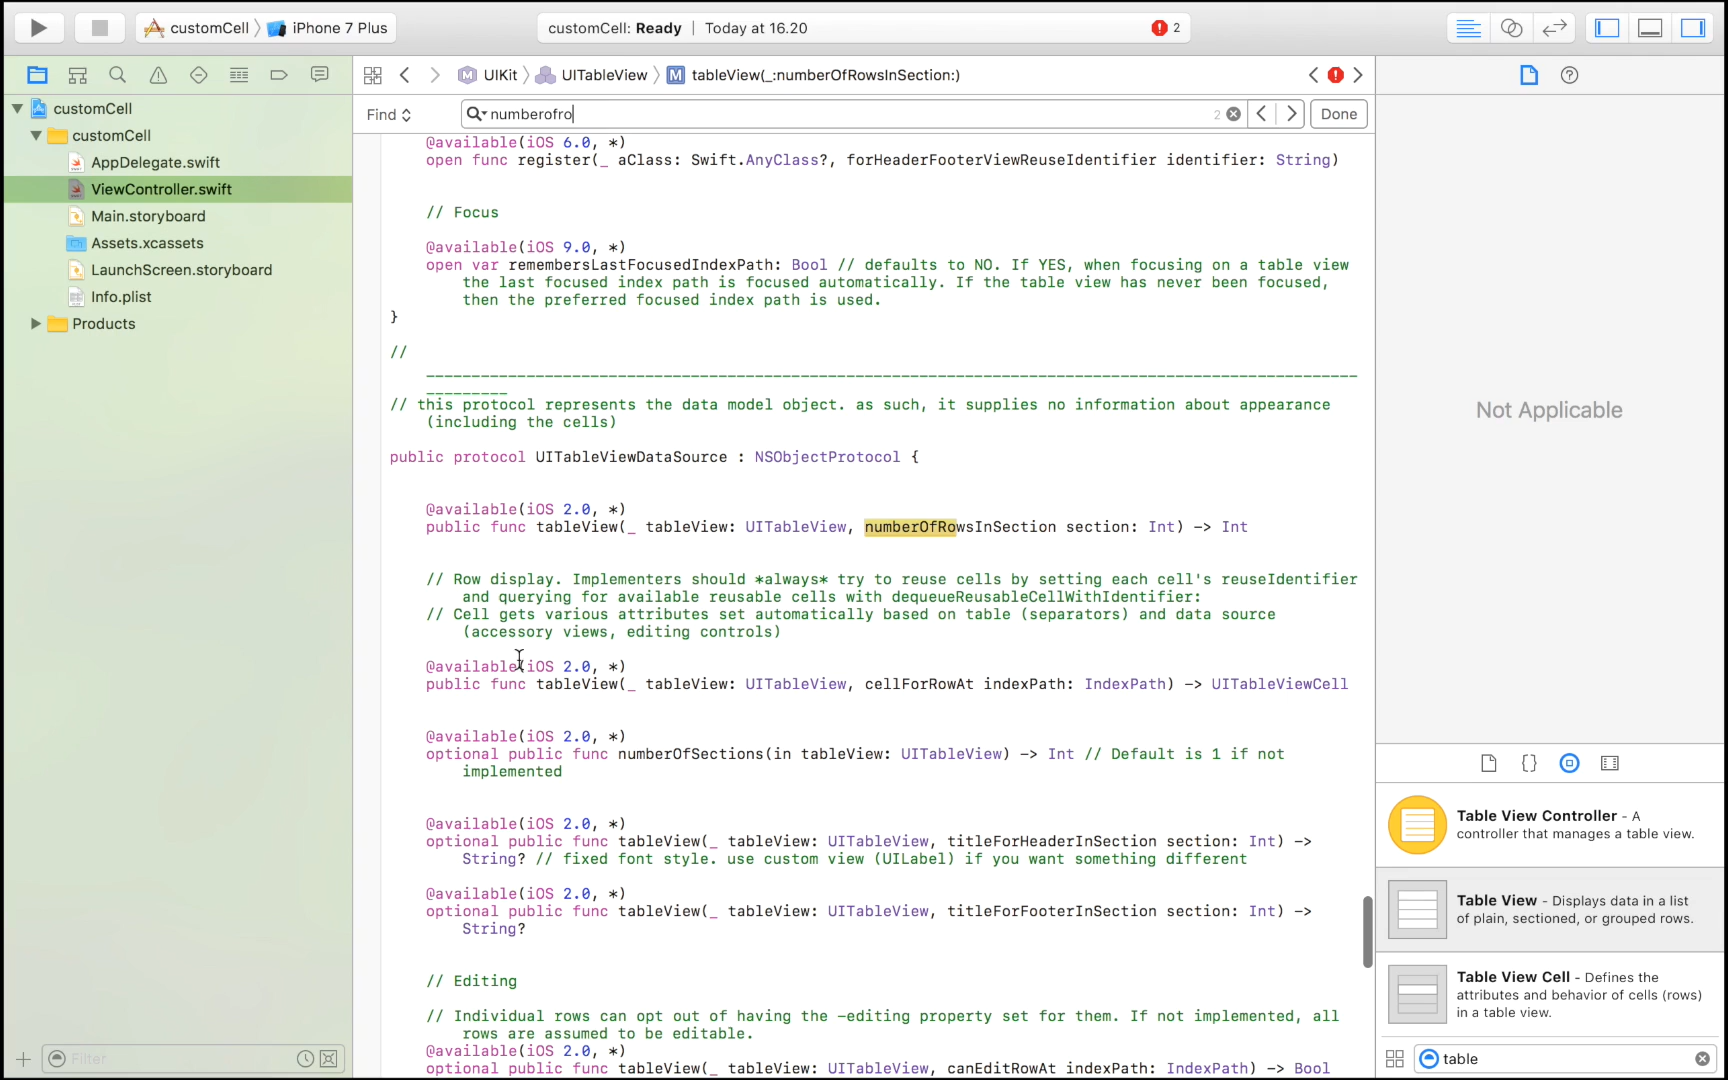 customCell 〉 iPhone 7 Plus
customCell: Ready | Today at 16.20
2
UIKit 〉 UITableView 〉 M tableView(_:numberOfRowsInSection:)
Find
numberofro
2
Done
customCell
customCell
AppDelegate.swift
ViewController.swift
Main.storyboard
Assets.xcassets
LaunchScreen.storyboard
Info.plist
Products
@available(iOS 6.0, *)
open func register(_ aClass: Swift.AnyClass?, forHeaderFooterViewReuseIdentifier identifier: String)
// Focus
@available(iOS 9.0, *)
open var remembersLastFocusedIndexPath: Bool // defaults to NO. If YES, when focusing on a table view
the last focused index path is focused automatically. If the table view has never been focused,
then the preferred focused index path is used.
}
//
// this protocol represents the data model object. as such, it supplies no information about appearance
(including the cells)
public protocol UITableViewDataSource : NSObjectProtocol {
@available(iOS 2.0, *)
public func tableView(_ tableView: UITableView, numberOfRowsInSection section: Int) -> Int
// Row display. Implementers should *always* try to reuse cells by setting each cell's reuseIdentifier
and querying for available reusable cells with dequeueReusableCellWithIdentifier:
// Cell gets various attributes set automatically based on table (separators) and data source
(accessory views, editing controls)
@available(iOS 2.0, *)
public func tableView(_ tableView: UITableView, cellForRowAt indexPath: IndexPath) -> UITableViewCell
@available(iOS 2.0, *)
optional public func numberOfSections(in tableView: UITableView) -> Int // Default is 1 if not
implemented
@available(iOS 2.0, *)
optional public func tableView(_ tableView: UITableView, titleForHeaderInSection section: Int) ->
String? // fixed font style. use custom view (UILabel) if you want something different
@available(iOS 2.0, *)
optional public func tableView(_ tableView: UITableView, titleForFooterInSection section: Int) ->
String?
// Editing
// Individual rows can opt out of having the -editing property set for them. If not implemented, all
rows are assumed to be editable.
@available(iOS 2.0, *)
optional public func tableView(_ tableView: UITableView, canEditRowAt indexPath: IndexPath) -> Bool
Not Applicable
{}
Table View Controller - A
controller that manages a table view.
Table View - Displays data in a list
of plain, sectioned, or grouped rows.
Table View Cell - Defines the
attributes and behavior of cells (rows)
in a table view.
Filter
table